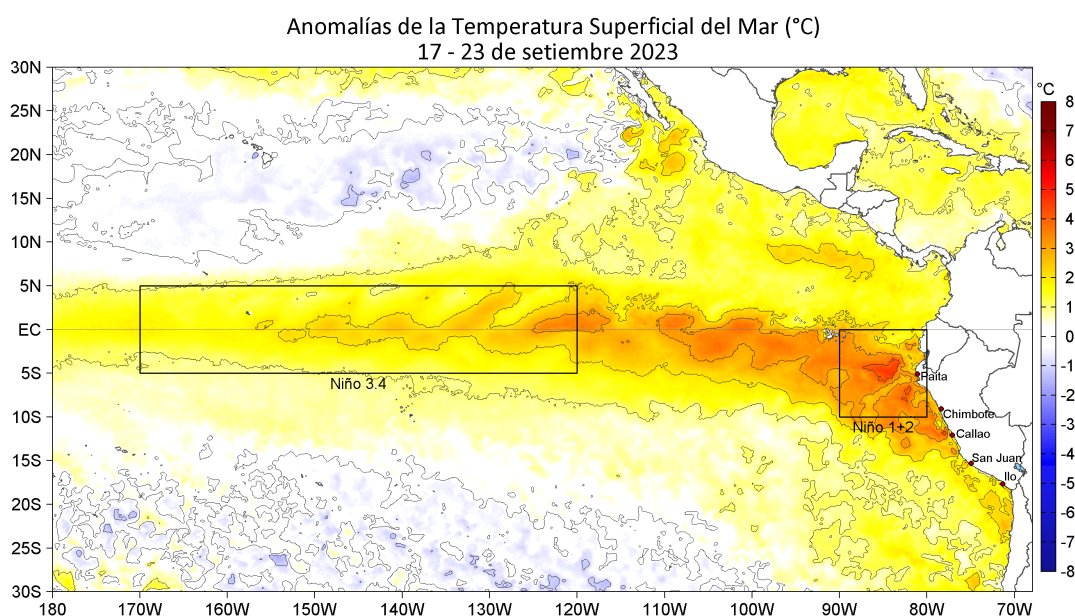 Anomalías de la Temperatura Superficial del Mar (°C)
17 - 23 de setiembre 2023
30N
25N
20N
15N
10N
5N
EC
5S
10S
15S
20S
25S
30S
180
170W
160W
150W
140W
130W
120W
110W
100W
90W
80W
70W
Niño 3.4
Niño 1+2
Paita
Chimbote
Callao
San Juan
Ilo
°C
8
7
6
5
4
3
2
1
0
-1
-2
-3
-4
-5
-6
-7
-8